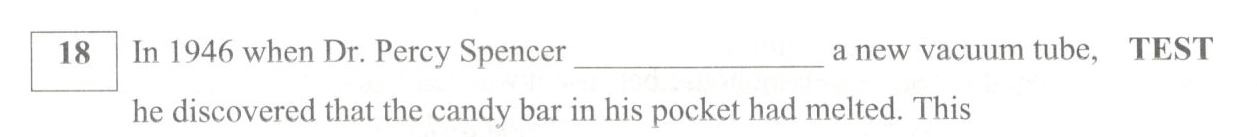 18 In 1946 when Dr. Percy Spencer _______________ a new vacuum tube, TEST
he discovered that the candy bar in his pocket had melted. This